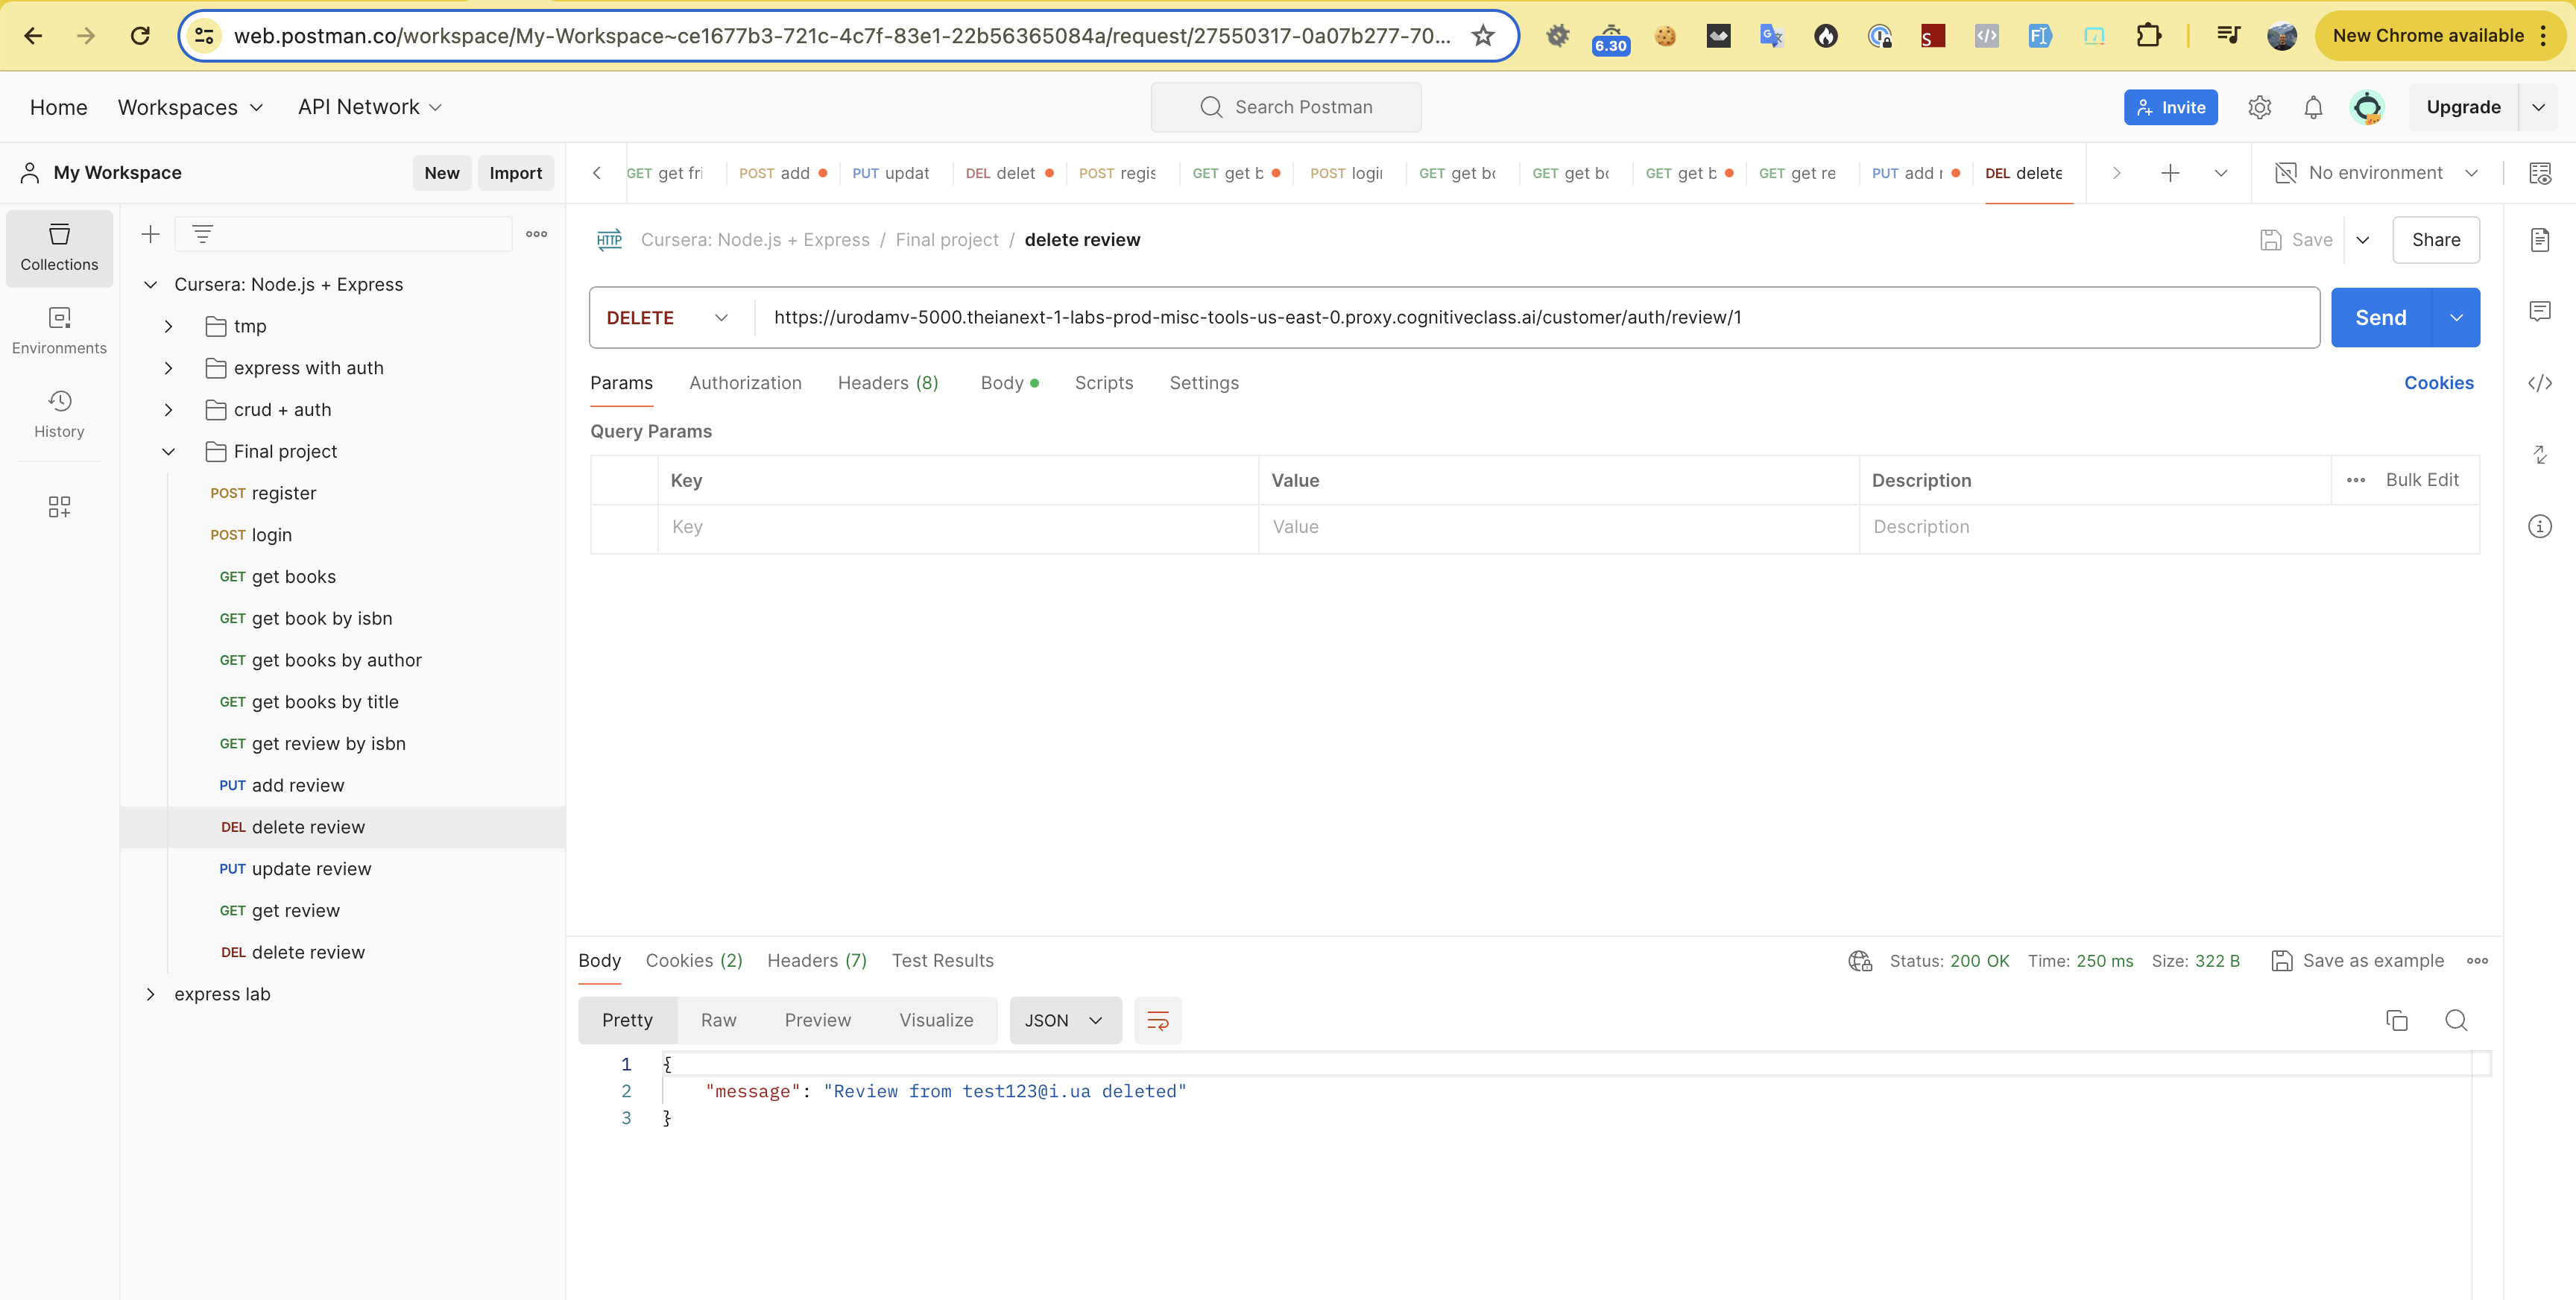 web.postman.co/workspace/My-Workspace~ce1677b3-721c-4c7f-83e1-22b56365084a/request/27550317-0a07b277-70...
6.30
New Chrome available
Home
Workspaces
API Network
Search Postman
Invite
Upgrade
My Workspace
New
Import
GET get fri
POST add
PUT updat
DEL delet
POST regis
GET get b
POST logi
GET get bo
GET get bo
GET get b
GET get re
PUT add r
DEL delete
No environment
Collections
Environments
History
Cursera: Node.js + Express
tmp
express with auth
crud + auth
Final project
POST register
POST login
GET get books
GET get book by isbn
GET get books by author
GET get books by title
GET get review by isbn
PUT add review
DEL delete review
PUT update review
GET get review
DEL delete review
express lab
HTTP
Cursera: Node.js + Express / Final project / delete review
Save
Share
DELETE
https://urodamv-5000.theianext-1-labs-prod-misc-tools-us-east-0.proxy.cognitiveclass.ai/customer/auth/review/1
Send
Params
Authorization
Headers (8)
Body
Scripts
Settings
Cookies
Query Params
Key
Value
Description
Bulk Edit
Key
Value
Description
Body
Cookies (2)
Headers (7)
Test Results
Status: 200 OK
Time: 250 ms
Size: 322 B
Save as example
Pretty
Raw
Preview
Visualize
JSON
1 {
2 "message": "Review from test123@i.ua deleted"
3 }